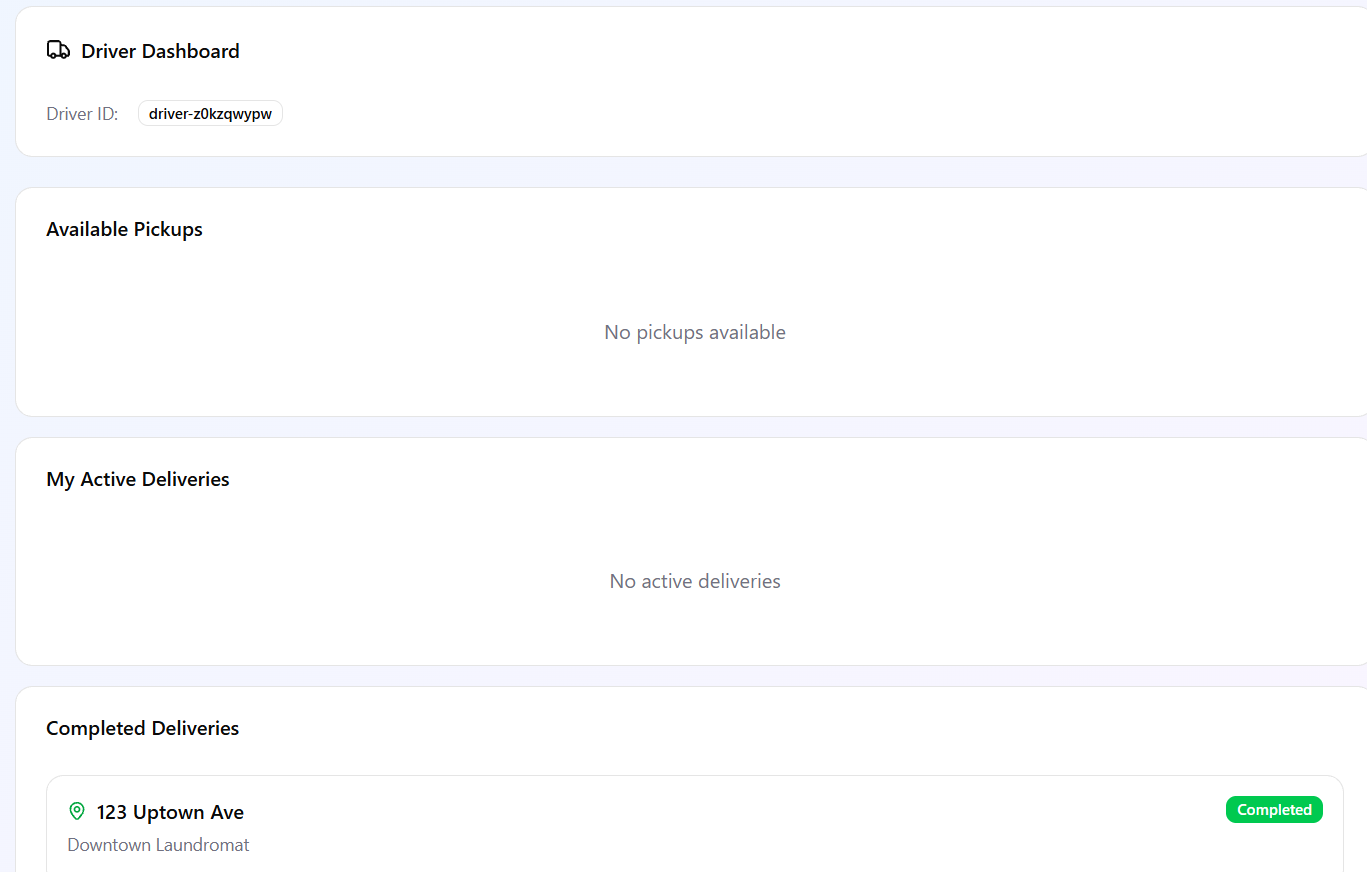 Driver Dashboard
Driver ID: driver-z0kzqwypw
Available Pickups
No pickups available
My Active Deliveries
No active deliveries
Completed Deliveries
123 Uptown Ave Completed
Downtown Laundromat